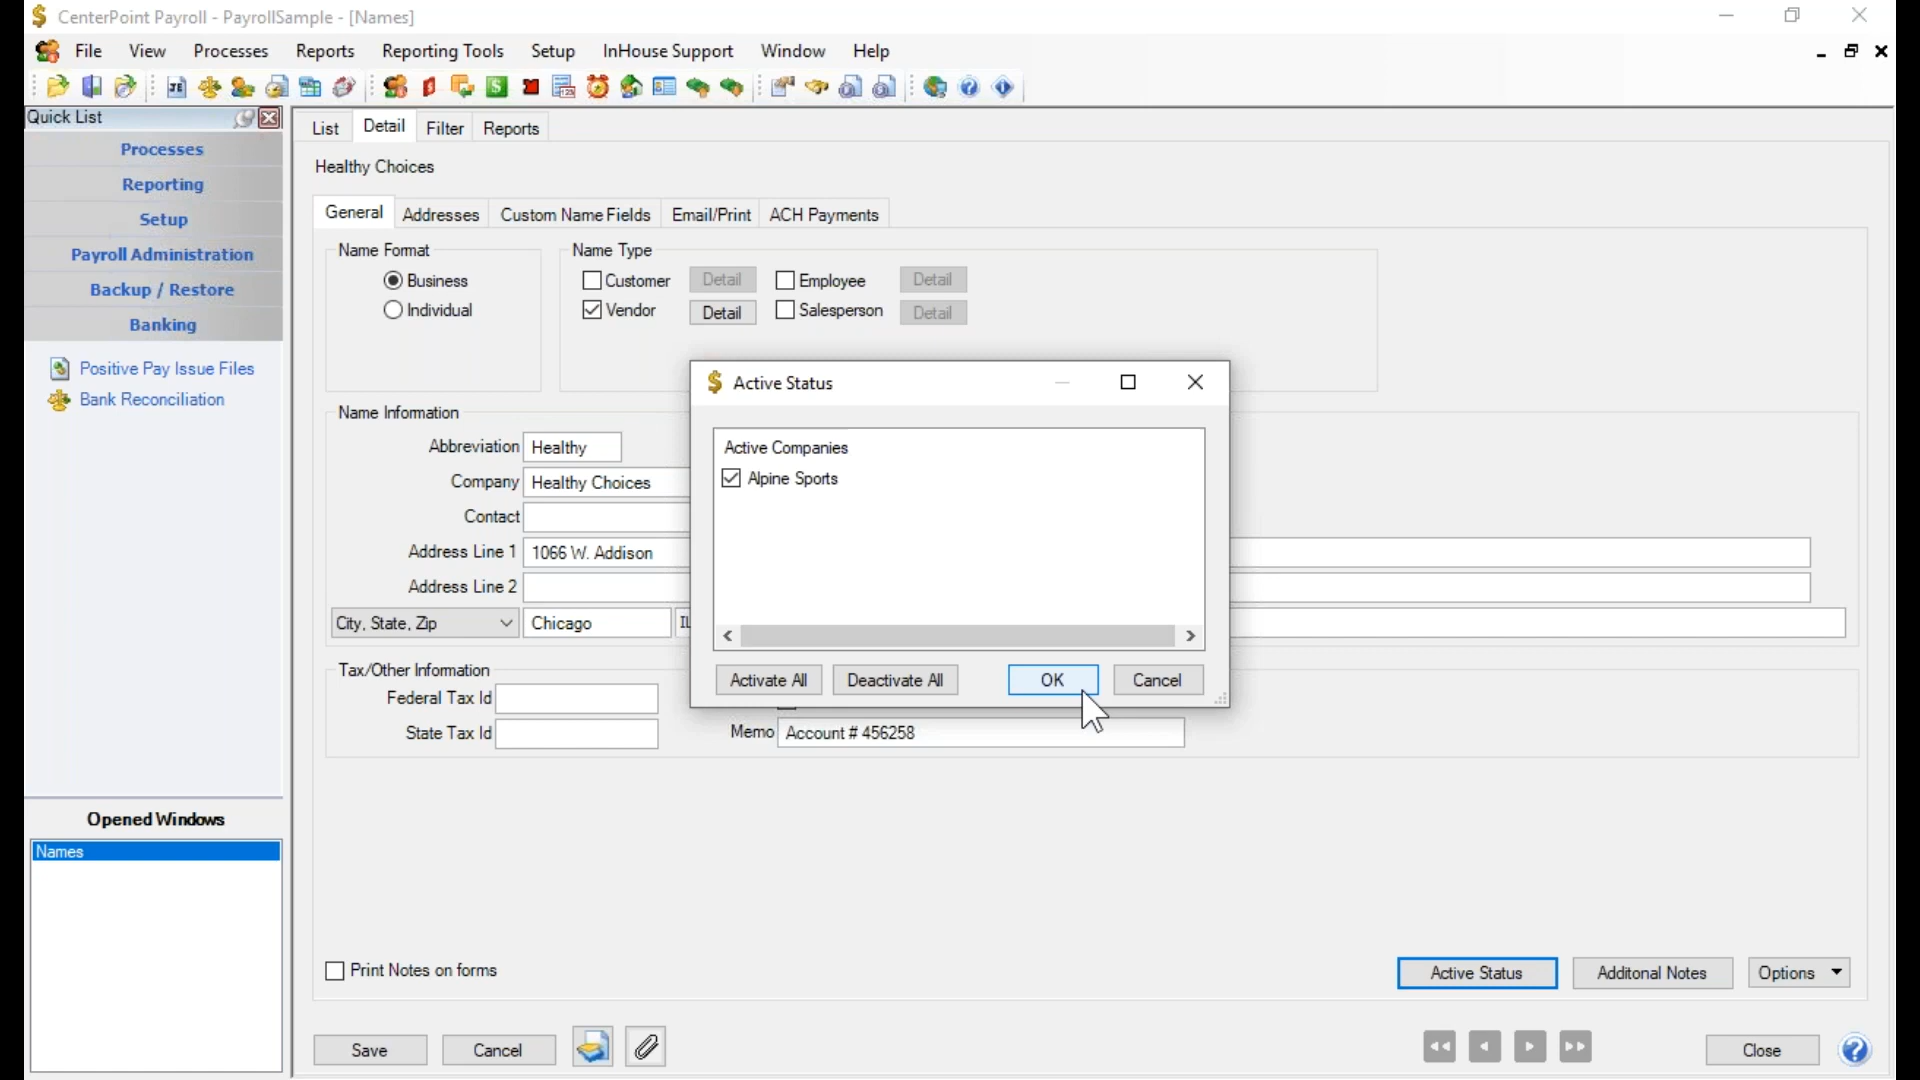 CenterPoint Payroll - PayrollSample - [Names]
File View Processes Reports Reporting Tools Setup InHouse Support Window Help
Quick List
Processes
Reporting
Setup
Payroll Administration
Backup / Restore
Banking
Positive Pay Issue Files
Bank Reconciliation
Opened Windows
Names
List Detail Filter Reports
Healthy Choices
General Addresses Custom Name Fields Email/Print ACH Payments
Name Format
Business
Individual
Name Type
Customer Detail Employee Detail
Vendor Detail Salesperson Detail
Name Information
Abbreviation Healthy
Company Healthy Choices
Contact
Address Line 1 1066 W. Addison
Address Line 2
City, State, Zip Chicago
Tax/Other Information
Federal Tax Id
State Tax Id
Memo Account # 456258
Active Status
Active Companies
Alpine Sports
Activate All Deactivate All OK Cancel
Print Notes on forms
Active Status Additonal Notes Options
Save Cancel Close